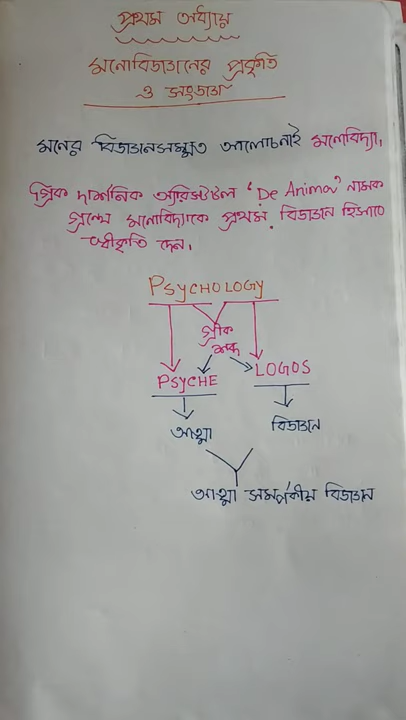 প্রথম অধ্যায়
মনোবিজ্ঞানের প্রকৃতি
ও সংজ্ঞা
মনের বিজ্ঞানসম্মত আলোচনাই মনোবিদ্যা।
গ্রিক দার্শনিক অ্যারিস্টটল 'De Anima' নামক
গ্রন্থে মনোবিদ্যাকে প্রথম বিজ্ঞান হিসাবে
স্বীকৃতি দেন।
PSYCHOLOGY
গ্রীক
শব্দ
PSYCHE LOGOS
আত্মা বিজ্ঞান
আত্মা সম্পর্কীয় বিজ্ঞান